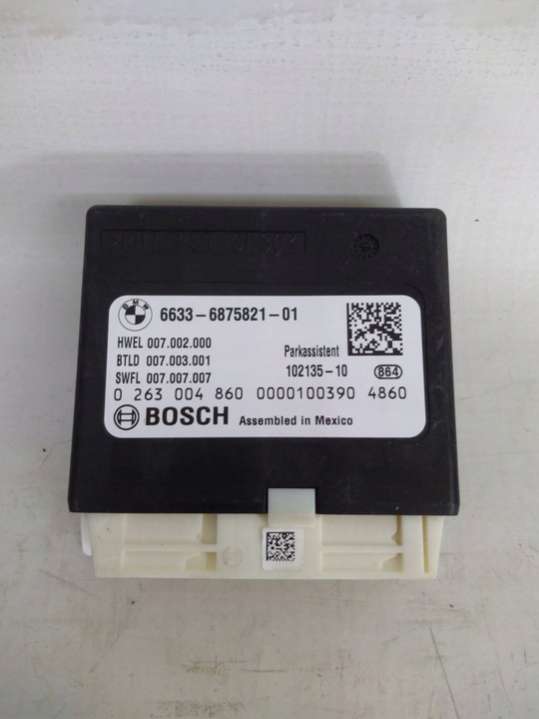 BMW 6633-6875821-01
HWEL 007.002.000
BTLD 007.003.001
SWFL 007.007.007
Parkassistent
102135-10 864
0 263 004 860 0000100390 4860
BOSCH Assembled in Mexico